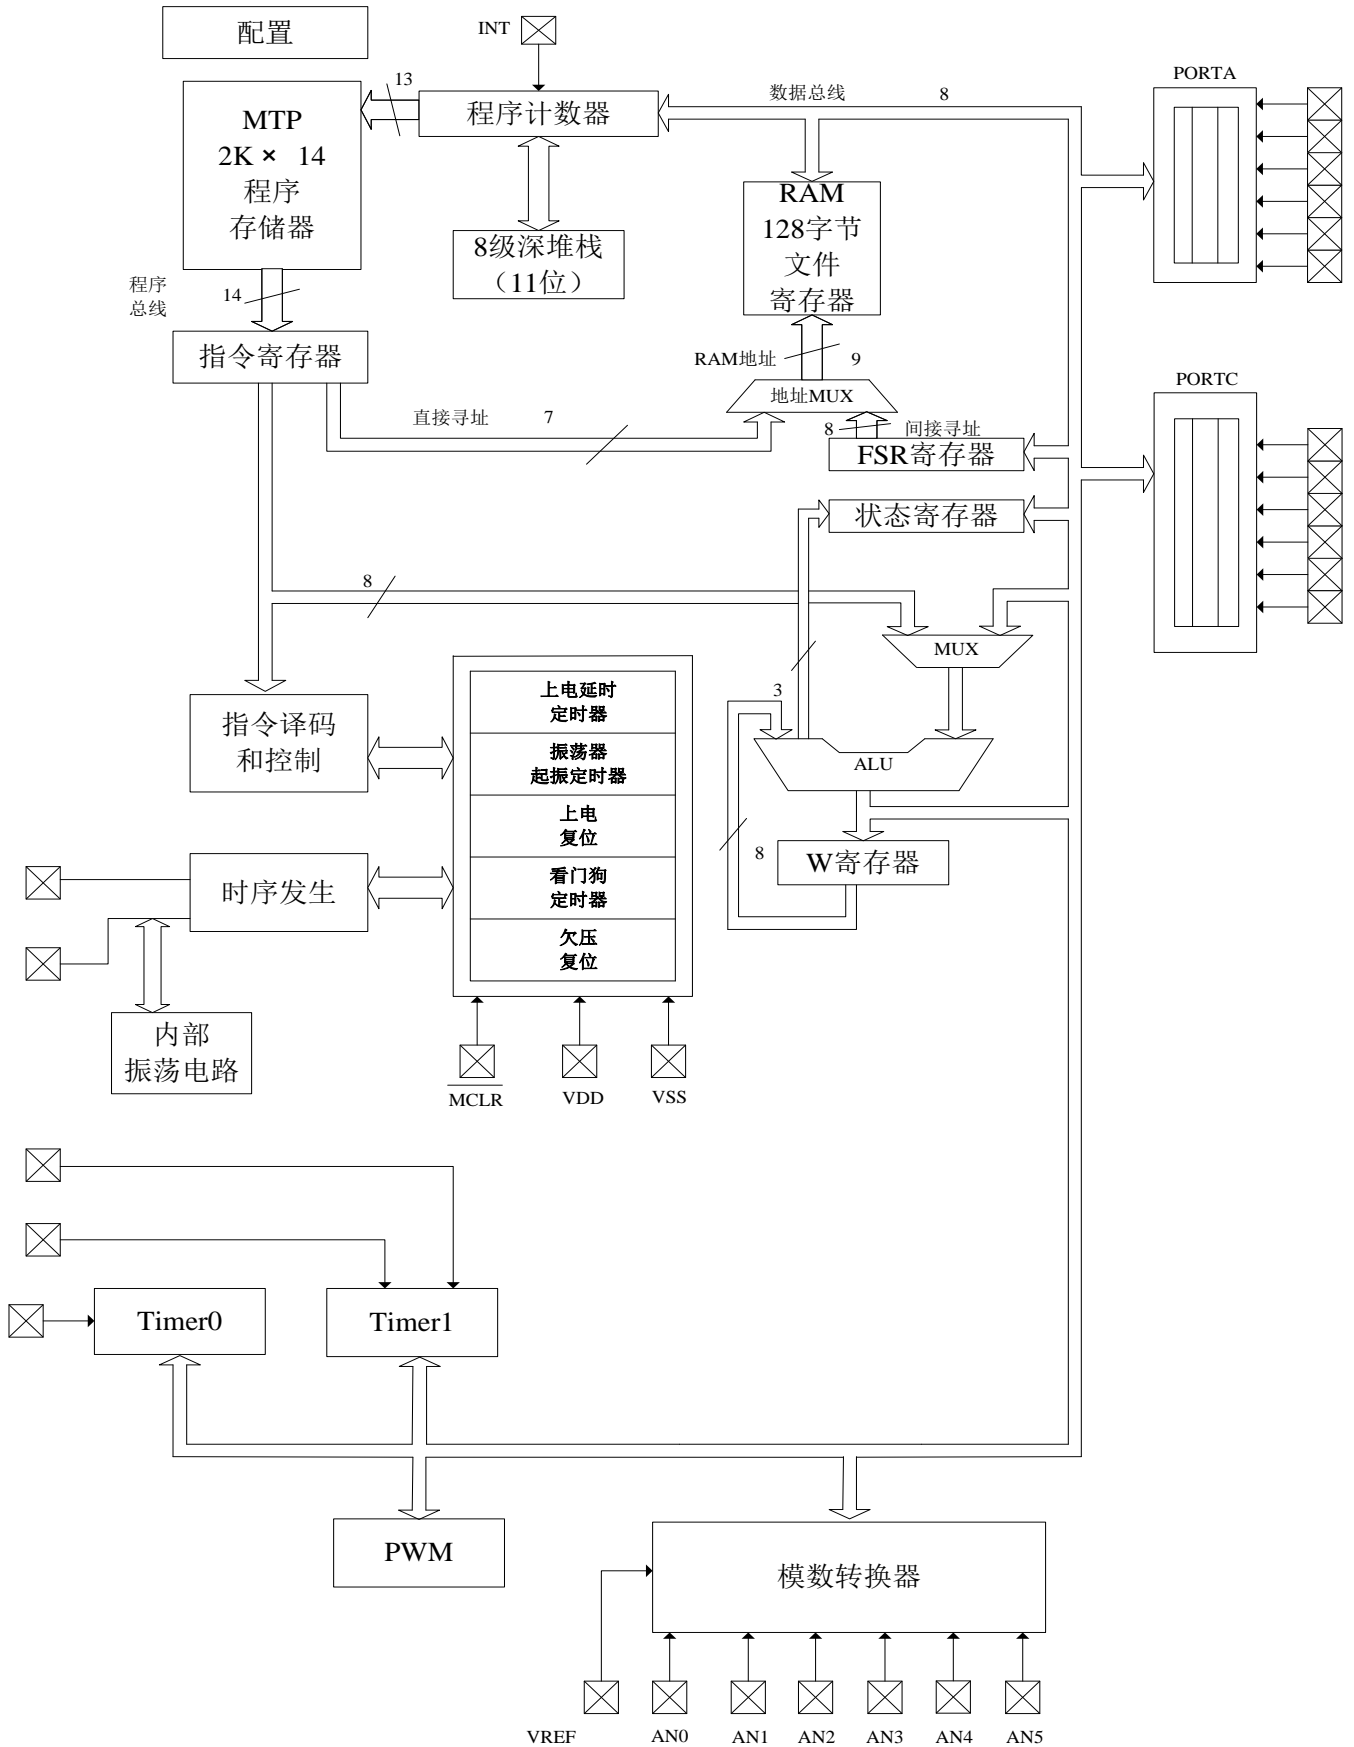 配置
INT
MTP
2K × 14
程序
存储器
13
程序计数器
数据总线 8
PORTA
8级深堆栈
（11位）
RAM
128字节
文件
寄存器
程序
总线
14
指令寄存器
RAM地址 9
地址MUX
直接寻址 7
8 间接寻址
FSR寄存器
PORTC
状态寄存器
8
MUX
3
ALU
8
W寄存器
指令译码
和控制
上电延时
定时器
振荡器
起振定时器
上电
复位
看门狗
定时器
欠压
复位
时序发生
内部
振荡电路
MCLR VDD VSS
Timer0
Timer1
PWM
模数转换器
VREF AN0 AN1 AN2 AN3 AN4 AN5